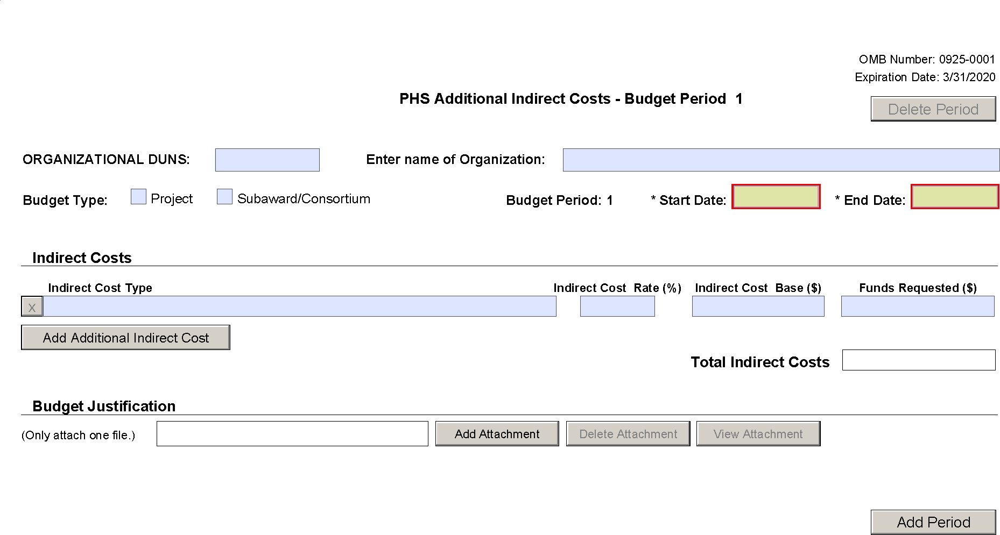 OMB Number: 0925-0001
Expiration Date: 3/31/2020
PHS Additional Indirect Costs - Budget Period 1
Delete Period
ORGANIZATIONAL DUNS: Enter name of Organization:
Budget Type: Project Subaward/Consortium Budget Period: 1 * Start Date: * End Date:
Indirect Costs
Indirect Cost Type Indirect Cost Rate (%) Indirect Cost Base ($) Funds Requested ($)
X
Add Additional Indirect Cost
Total Indirect Costs
Budget Justification
(Only attach one file.) Add Attachment Delete Attachment View Attachment
Add Period